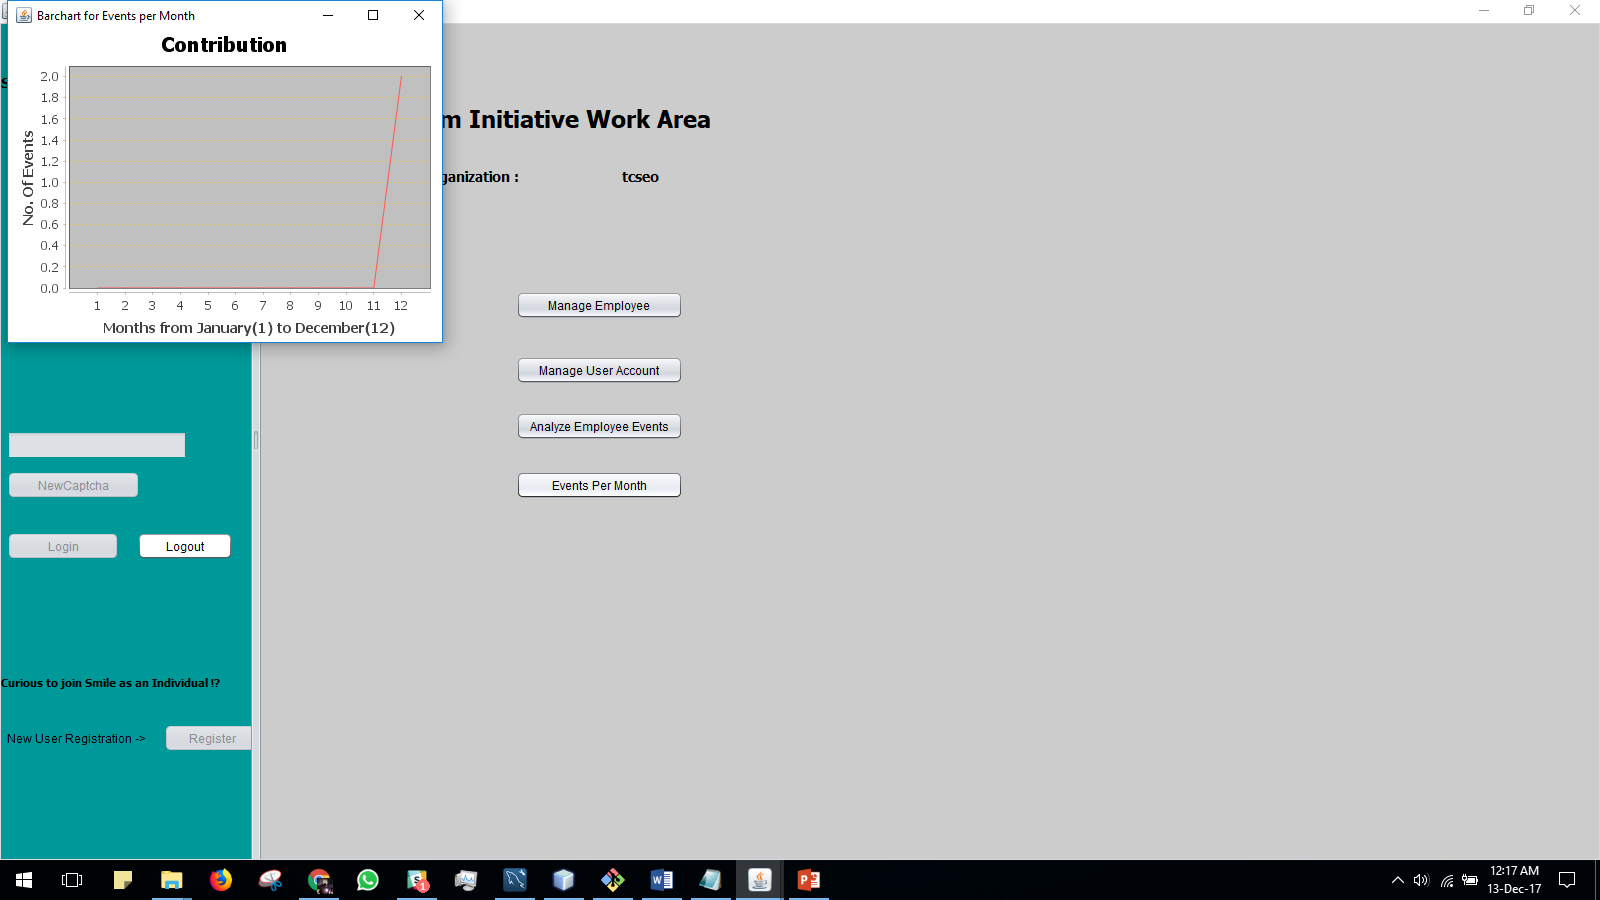 Barchart for Events per Month
Contribution
2.0
1.8
1.6
1.4
1.2
1.0
0.8
0.6
0.4
0.2
0.0
No. Of Events
1 2 3 4 5 6 7 8 9 10 11 12
Months from January(1) to December(12)
m Initiative Work Area
ganization : tcseo
Manage Employee
Manage User Account
Analyze Employee Events
Events Per Month
NewCaptcha
Login Logout
Curious to join Smile as an Individual !?
New User Registration -> Register
1
12:17 AM
13-Dec-17